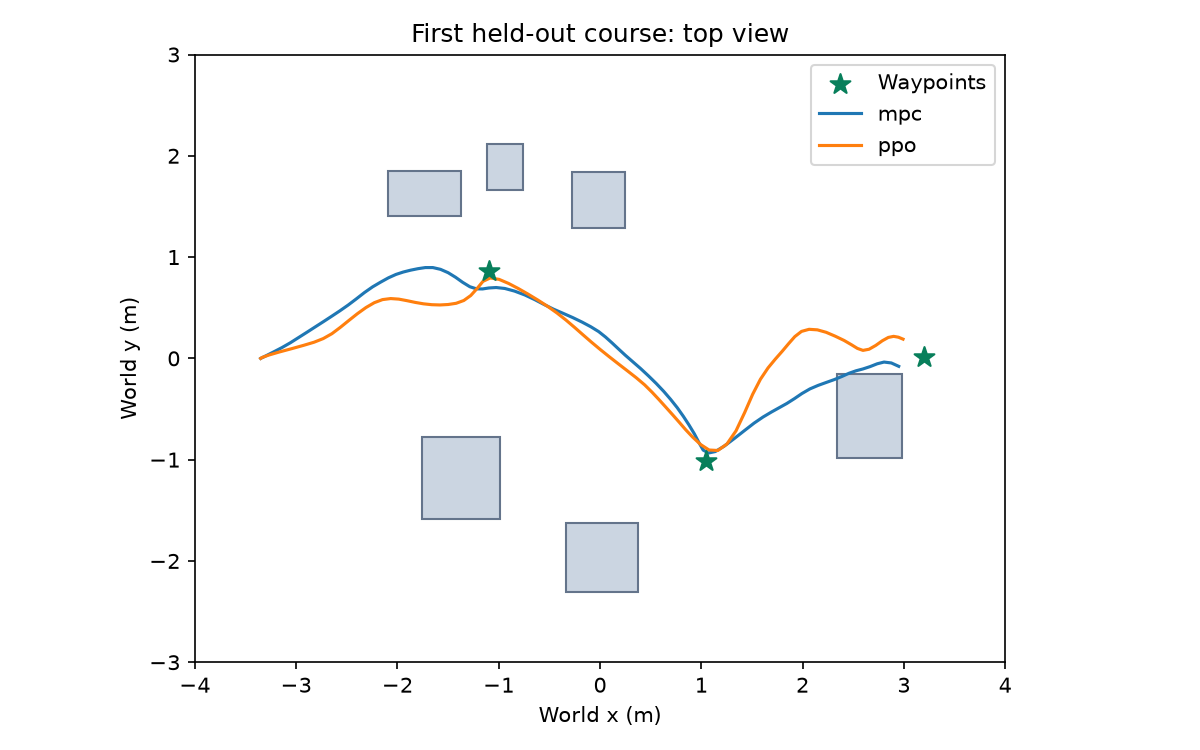 First held-out course: top view
Waypoints
mpc
ppo
3
2
1
0
−1
−2
−3
World y (m)
−4 −3 −2 −1 0 1 2 3 4
World x (m)